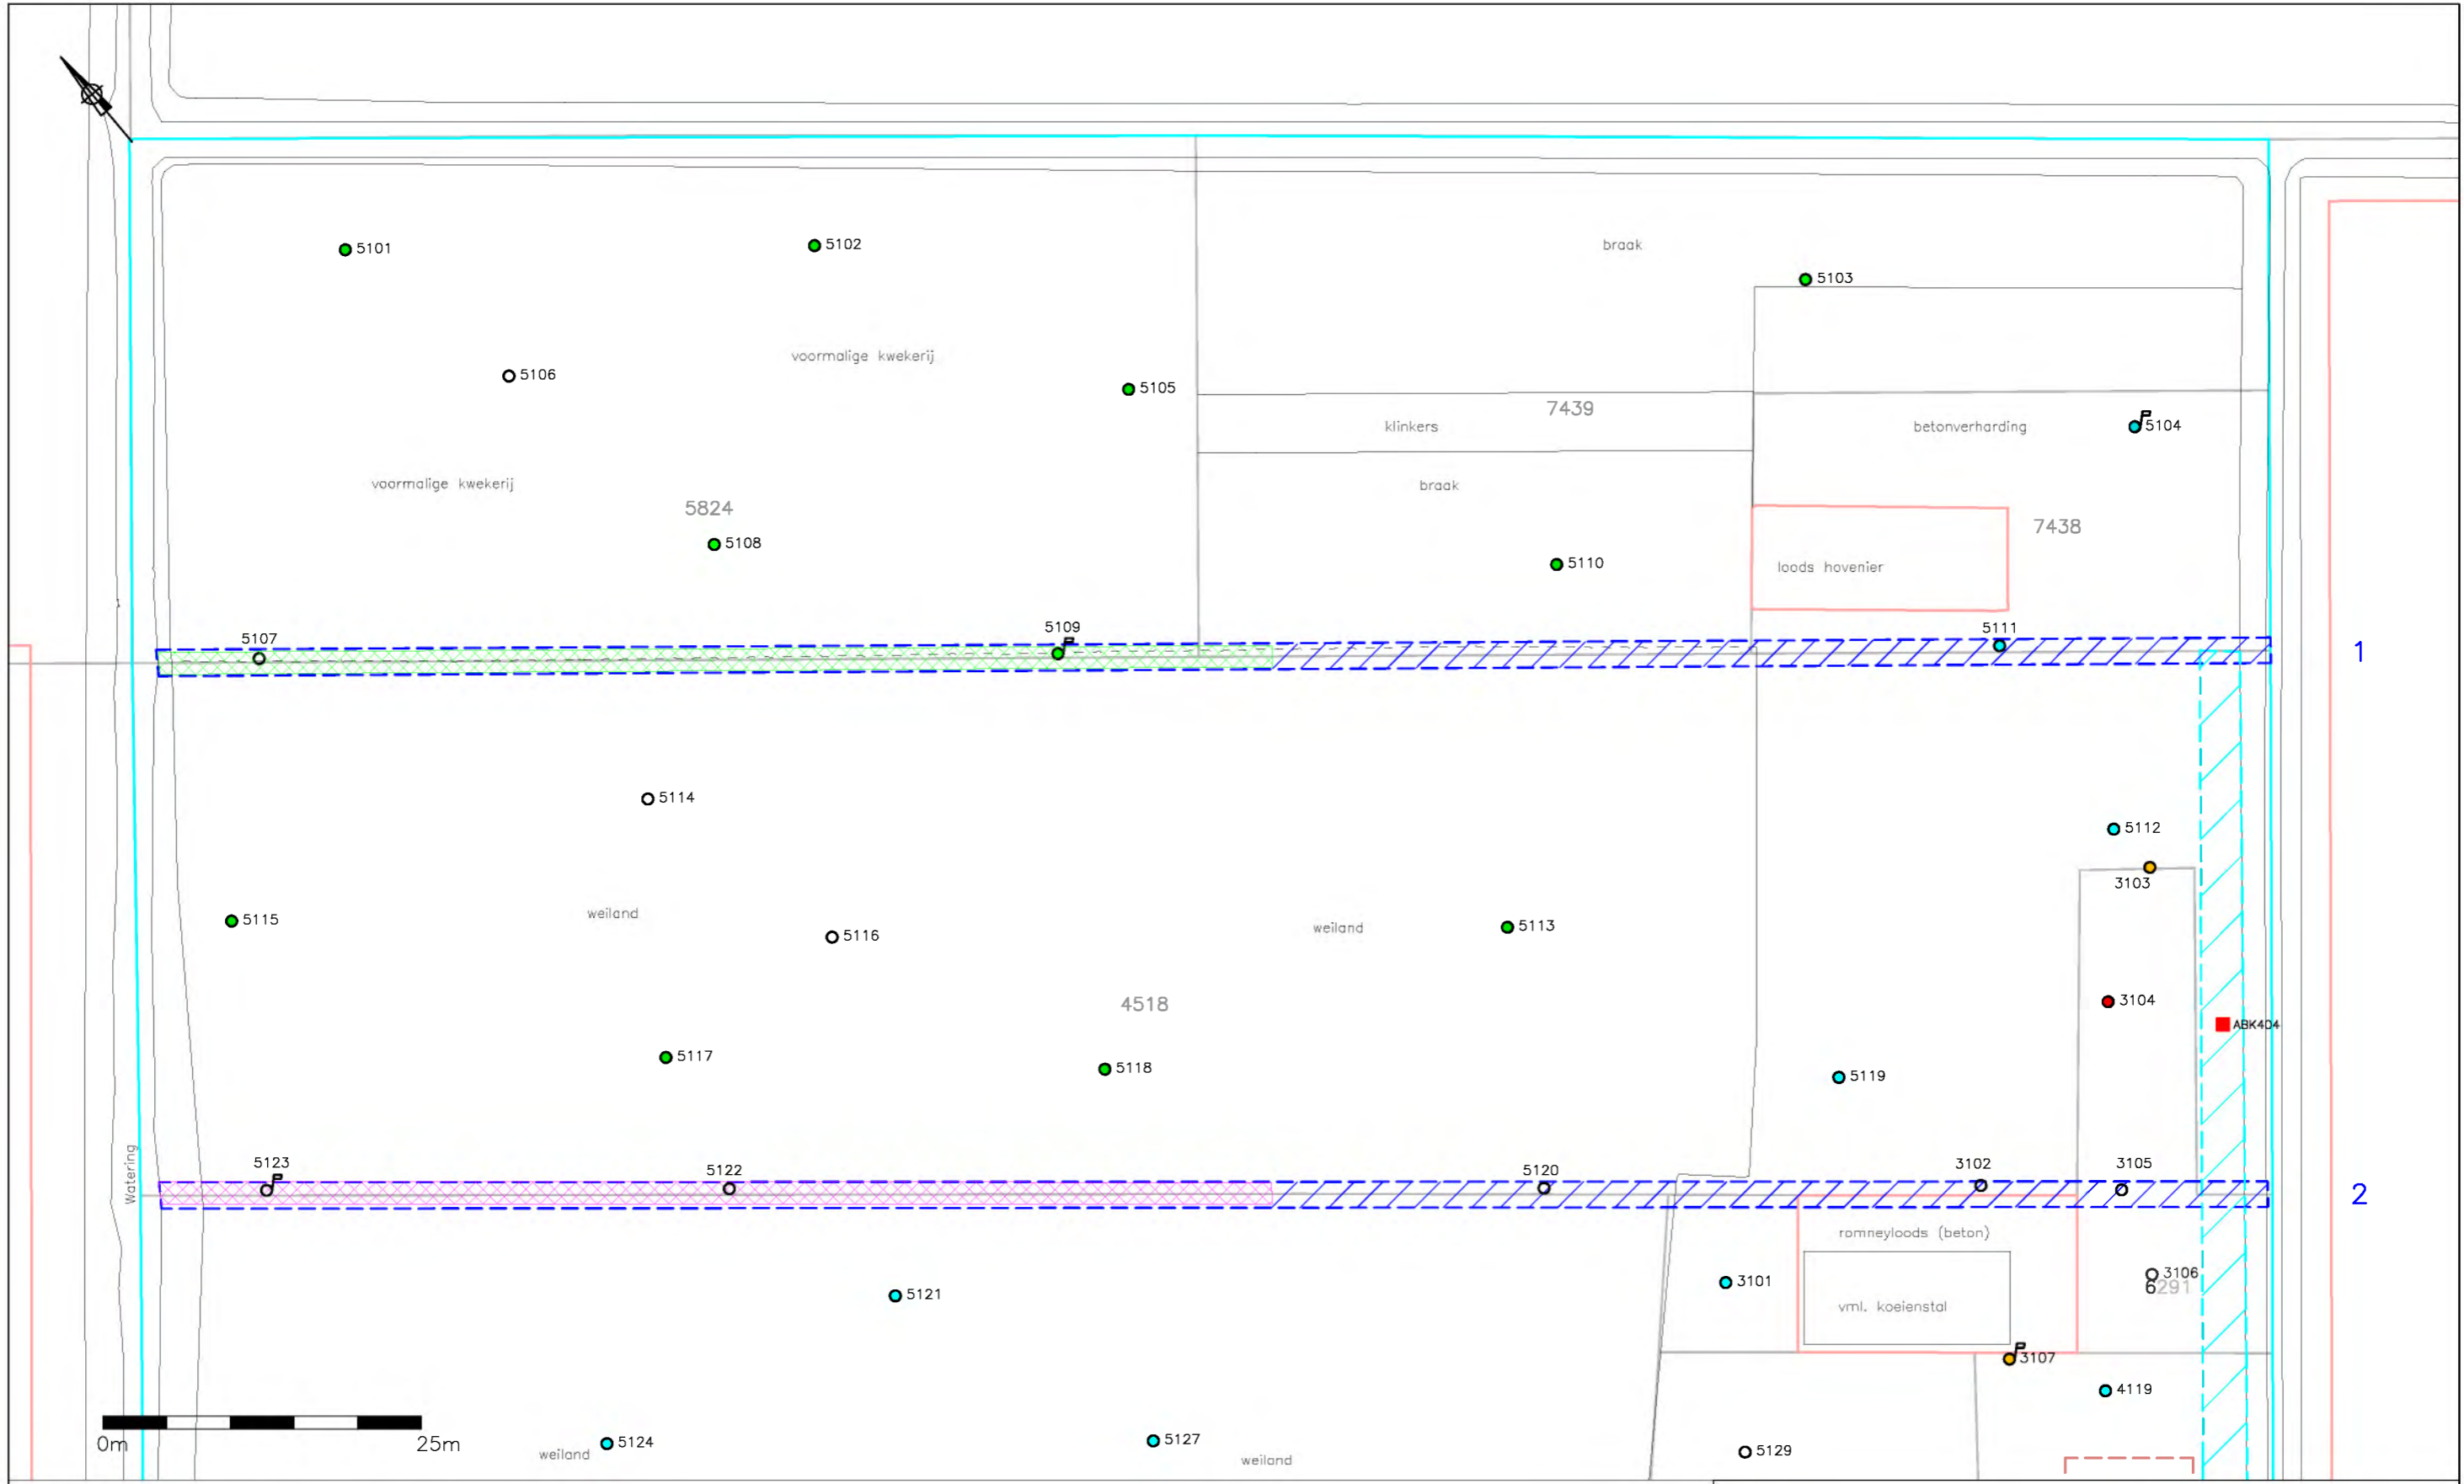 5101
5102
braak
5103
voormalige kwekerij
5106
5105
7439
klinkers
betonverharding
5104
voormalige kwekerij
braak
5824
7438
5108
5110
loods hovenier
5107
5109
5111
1
5114
5112
3103
5115
weiland
5116
weiland
5113
4518
3104
ABK404
5117
5118
5119
Watering
5123
5122
5120
3102
3105
2
romneyloods (beton)
3101
3106
6291
5121
vml. koeienstal
3107
4119
0m
25m
5124
weiland
5127
weiland
5129